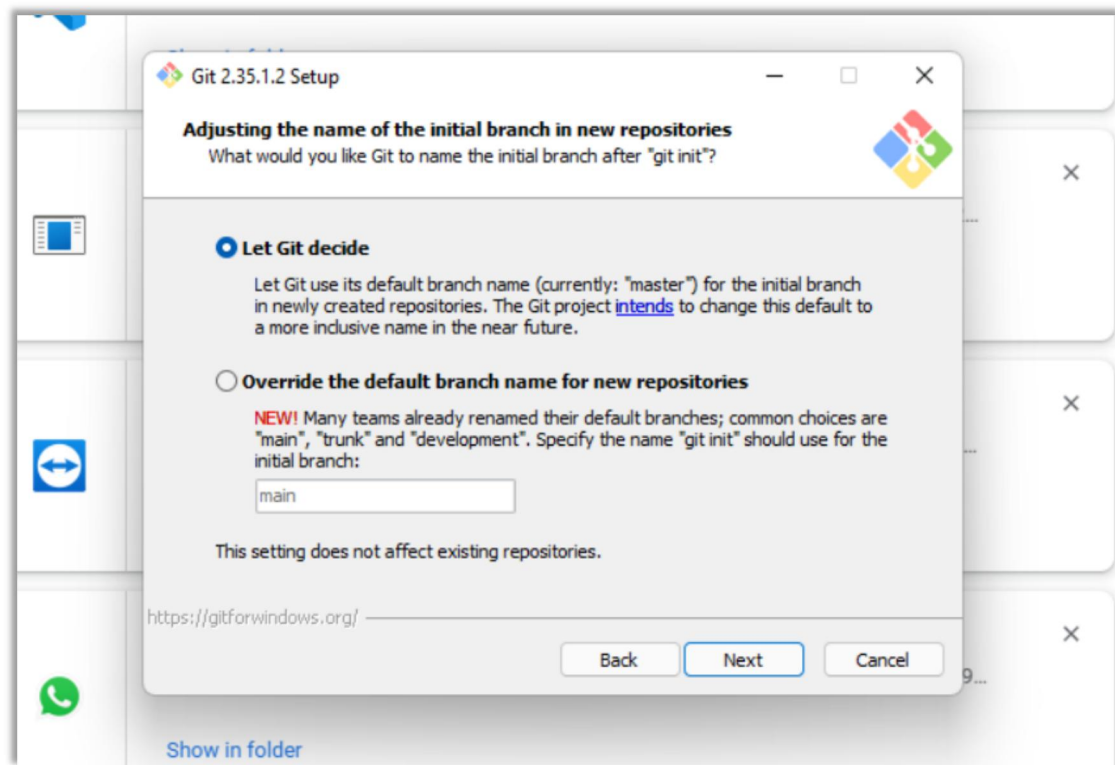 Git 2.35.1.2 Setup
Adjusting the name of the initial branch in new repositories
What would you like Git to name the initial branch after "git init"?
Let Git decide
Let Git use its default branch name (currently: "master") for the initial branch
in newly created repositories. The Git project intends to change this default to
a more inclusive name in the near future.
Override the default branch name for new repositories
NEW! Many teams already renamed their default branches; common choices are
"main", "trunk" and "development". Specify the name "git init" should use for the
initial branch:
main
This setting does not affect existing repositories.
https://gitforwindows.org/
Back Next Cancel
9...
Show in folder